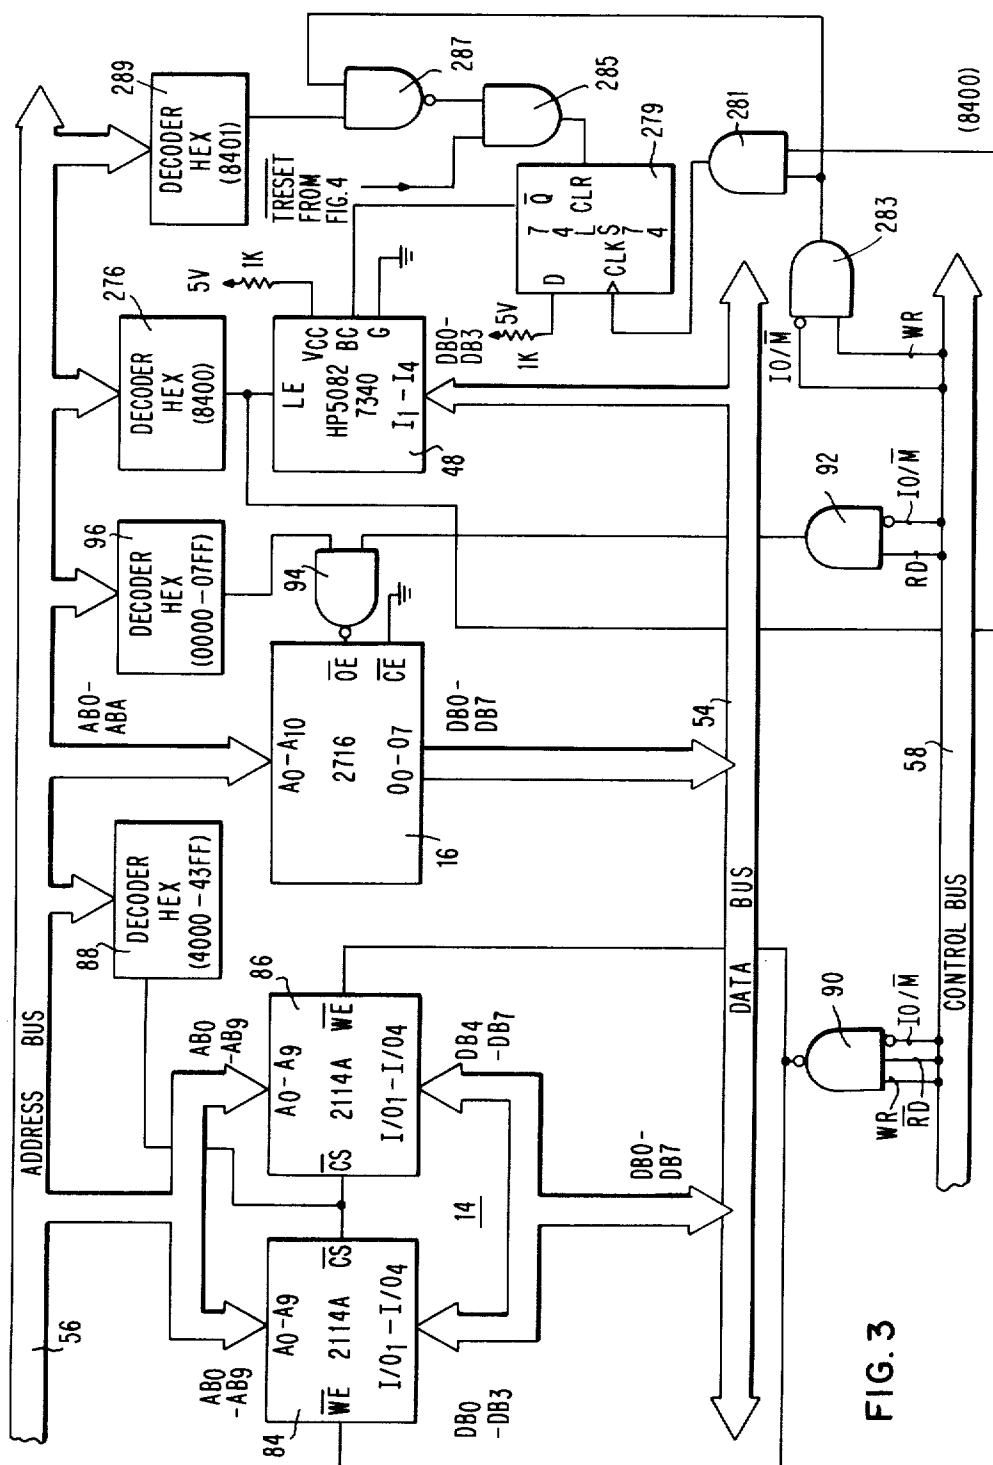 ADDRESS BUS
56
88
DECODER
HEX
(4000-43FF)
AB0-
ABA
96
DECODER
HEX
(0000-07FF)
276
DECODER
HEX
(8400)
289
DECODER
HEX
(8401)
AB0
-AB9
84
A0-A9
2114A
WE
CS
I/O1-I/O4
DB0
-DB3
AB0
-AB9
86
A0-A9
2114A
CS
WE
I/O1-I/O4
DB4
-DB7
14
DB0-
DB7
16
A0-A10
2716
OE
CE
O0-O7
DB0-
DB7
94
48
LE
VCC
BC
G
HP5082
7340
I1-I4
5V
1K
DB0-
DB3
TRESET
FROM
FIG.4
287
285
279
D
Q
CLR
CLK
74LS74
5V
1K
281
(8400)
283
IO/M
WR
92
RD
IO/M
90
WR
RD
IO/M
54
DATA BUS
58
CONTROL BUS
FIG. 3